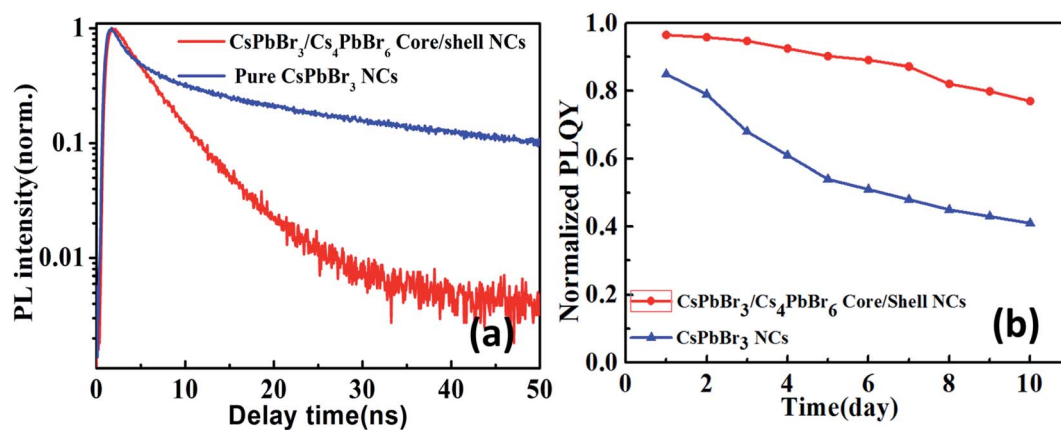 1
0.1
0.01
PL intensity(norm.)
CsPbBr₃/Cs₄PbBr₆ Core/shell NCs
Pure CsPbBr₃ NCs
(a)
0 10 20 30 40 50
Delay time(ns)
1.0
0.8
0.6
0.4
0.2
0.0
Normalized PLQY
CsPbBr₃/Cs₄PbBr₆ Core/Shell NCs
CsPbBr₃ NCs
(b)
0 2 4 6 8 10
Time(day)